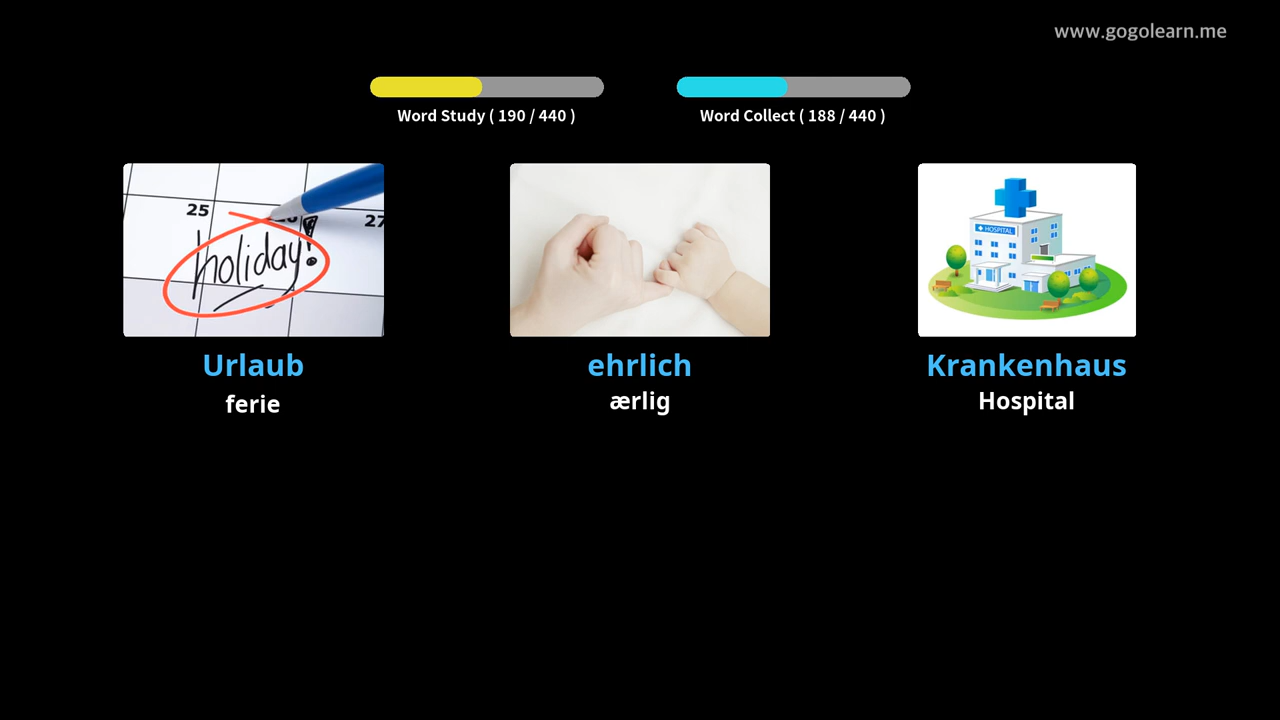 www.gogolearn.me
Word Study ( 190 / 440 )
Word Collect ( 188 / 440 )
25
27
holiday!
HOSPITAL
Urlaub
ehrlich
Krankenhaus
ferie
ærlig
Hospital